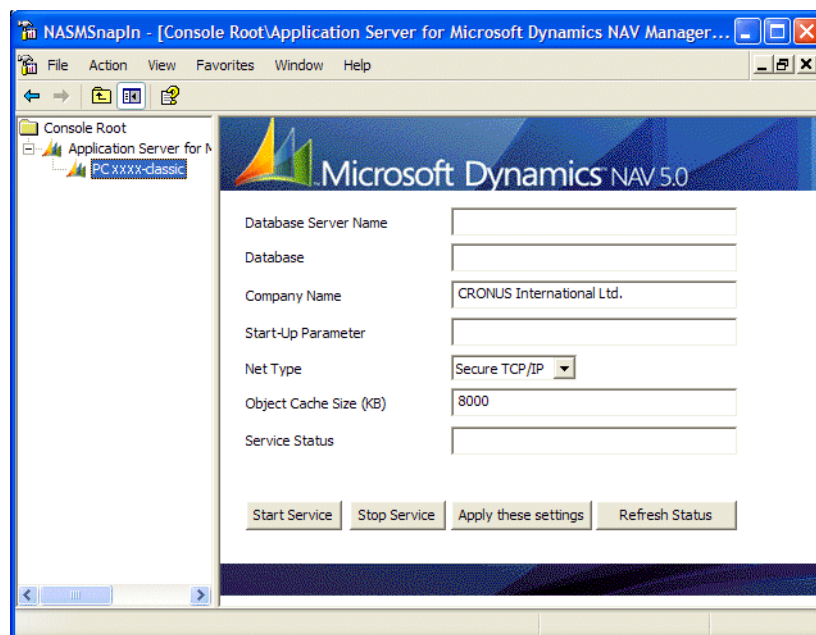 NASMSnapIn - [Console Root\Application Server for Microsoft Dynamics NAV Manager...
File Action View Favorites Window Help
Console Root
Application Server for M
PCxxxx-classic
Microsoft Dynamics™ NAV 5.0
Database Server Name
Database
Company Name CRONUS International Ltd.
Start-Up Parameter
Net Type Secure TCP/IP
Object Cache Size (KB) 8000
Service Status
Start Service Stop Service Apply these settings Refresh Status